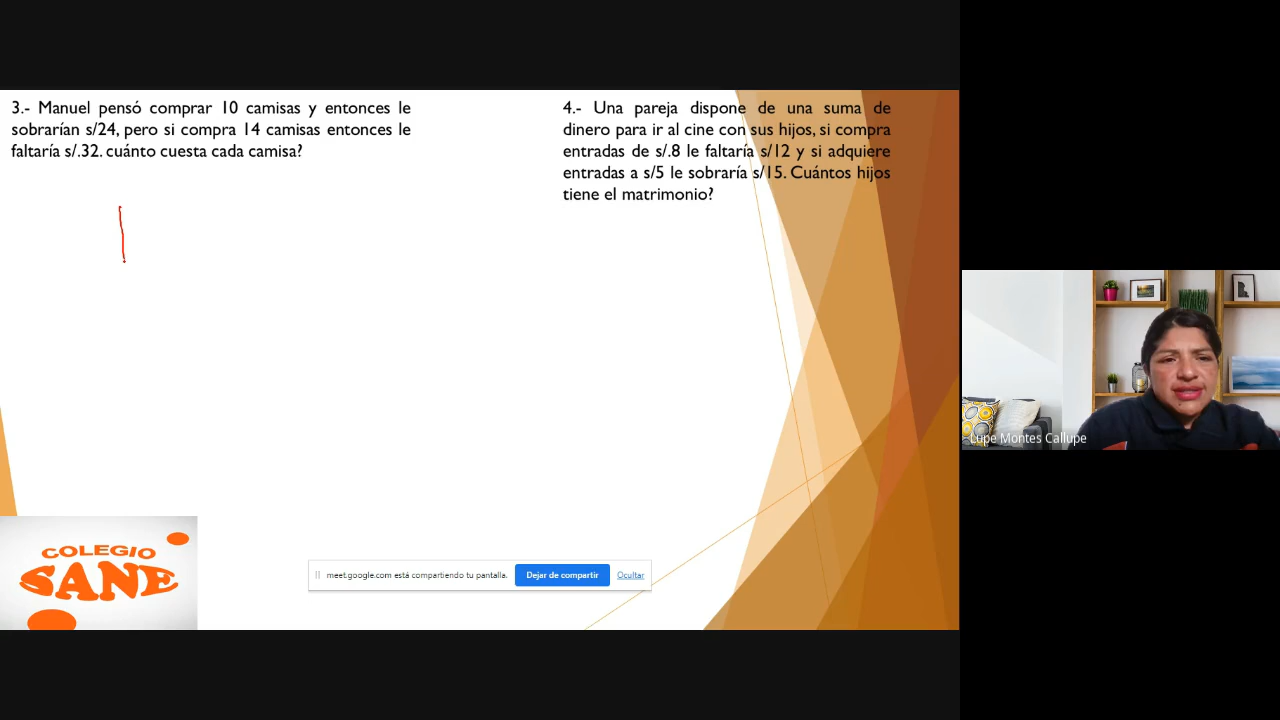 3.- Manuel pensó comprar 10 camisas y entonces le
sobrarían s/24, pero si compra 14 camisas entonces le
faltaría s/.32. cuánto cuesta cada camisa?
4.- Una pareja dispone de una suma de
dinero para ir al cine con sus hijos, si compra
entradas de s/.8 le faltaría s/12 y si adquiere
entradas a s/5 le sobraría s/15. Cuántos hijos
tiene el matrimonio?
Lupe Montes Callupe
COLEGIO
SANE
meet.google.com está compartiendo tu pantalla.
Dejar de compartir
Ocultar